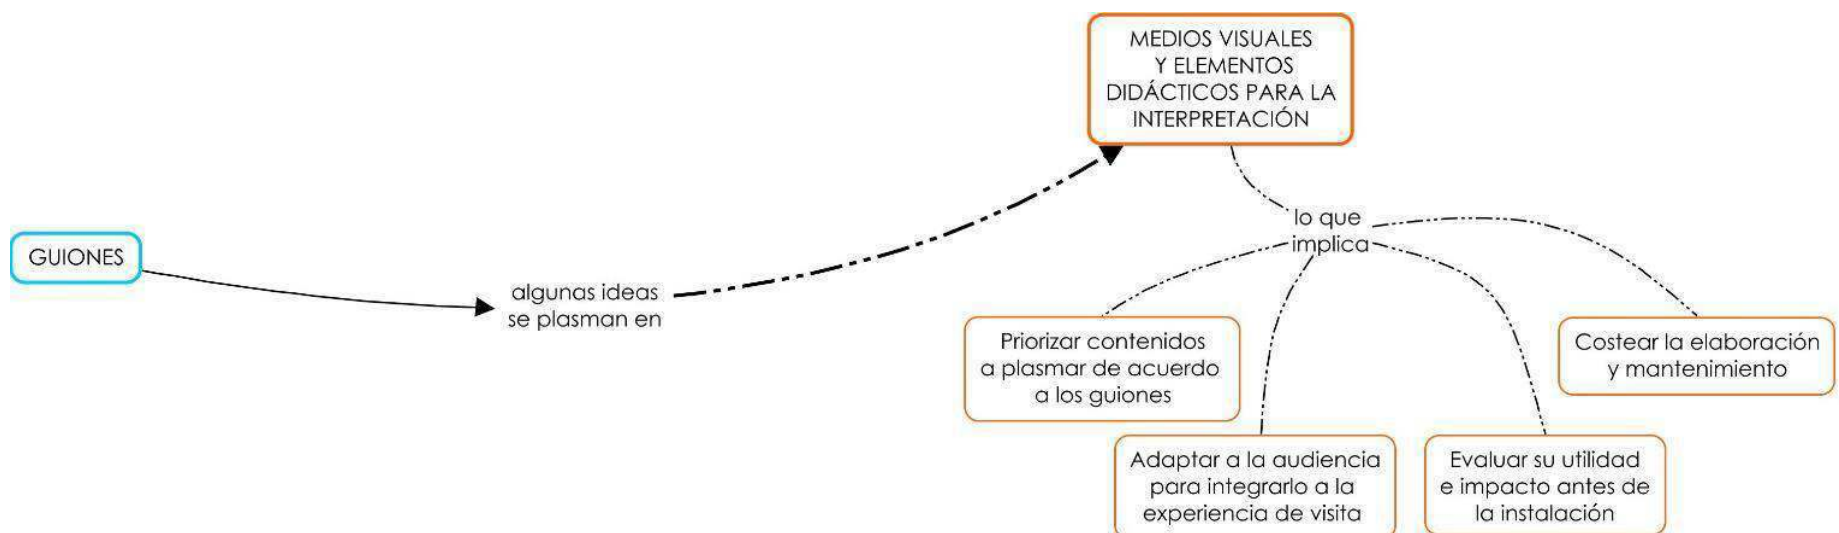 MEDIOS VISUALES
Y ELEMENTOS
DIDÁCTICOS PARA LA
INTERPRETACIÓN
GUIONES
algunas ideas
se plasman en
lo que
implica
Priorizar contenidos
a plasmar de acuerdo
a los guiones
Costear la elaboración
y mantenimiento
Adaptar a la audiencia
para integrarlo a la
experiencia de visita
Evaluar su utilidad
e impacto antes de
la instalación